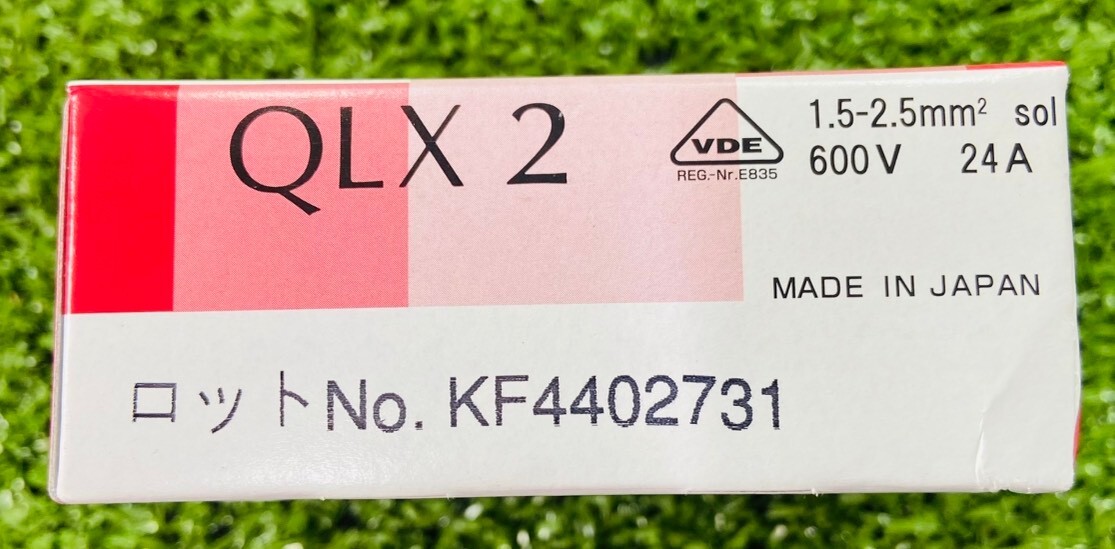 QLX 2
VDE
REG.-Nr.E835
1.5-2.5mm² sol
600V 24A
MADE IN JAPAN
ロットNo. KF4402731